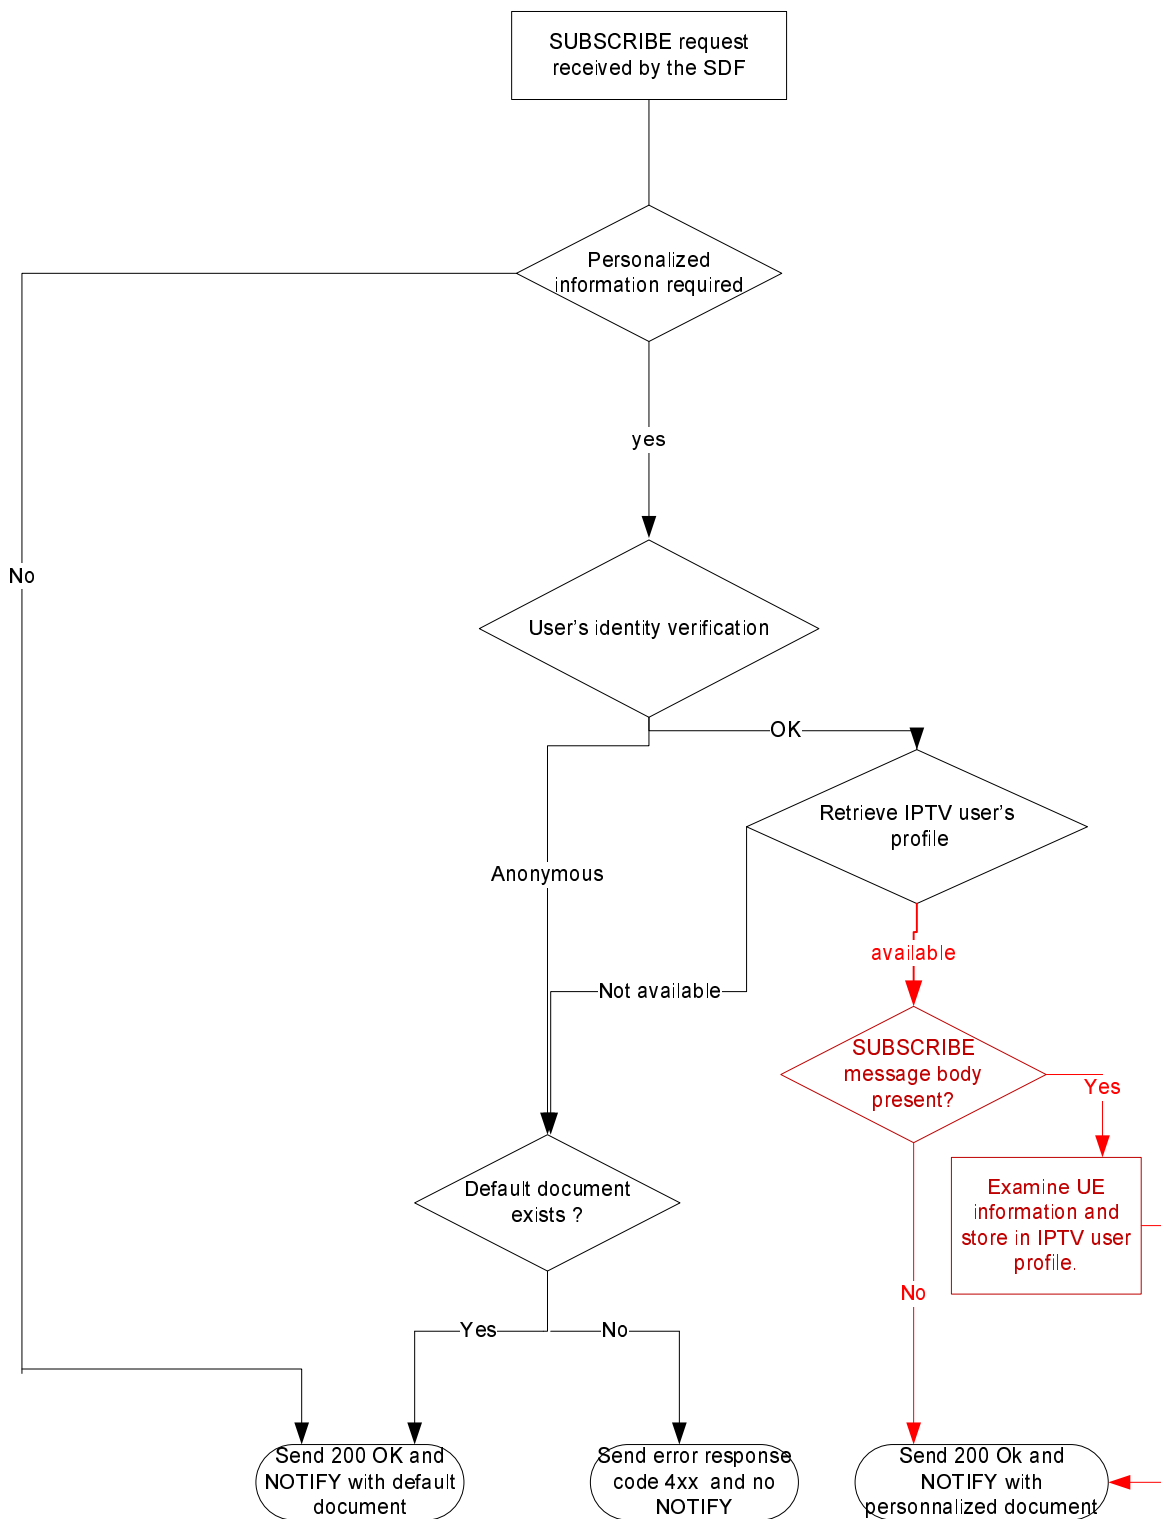 SUBSCRIBE request
received by the SDF
Personalized
information required
yes
No
User's identity verification
OK
Retrieve IPTV user's
profile
Anonymous
available
Not available
SUBSCRIBE
message body
present?
Yes
Default document
exists ?
Examine UE
information and
store in IPTV user
profile.
No
Yes
No
Send 200 OK and
NOTIFY with default
document
Send error response
code 4xx and no
NOTIFY
Send 200 Ok and
NOTIFY with
personnalized document